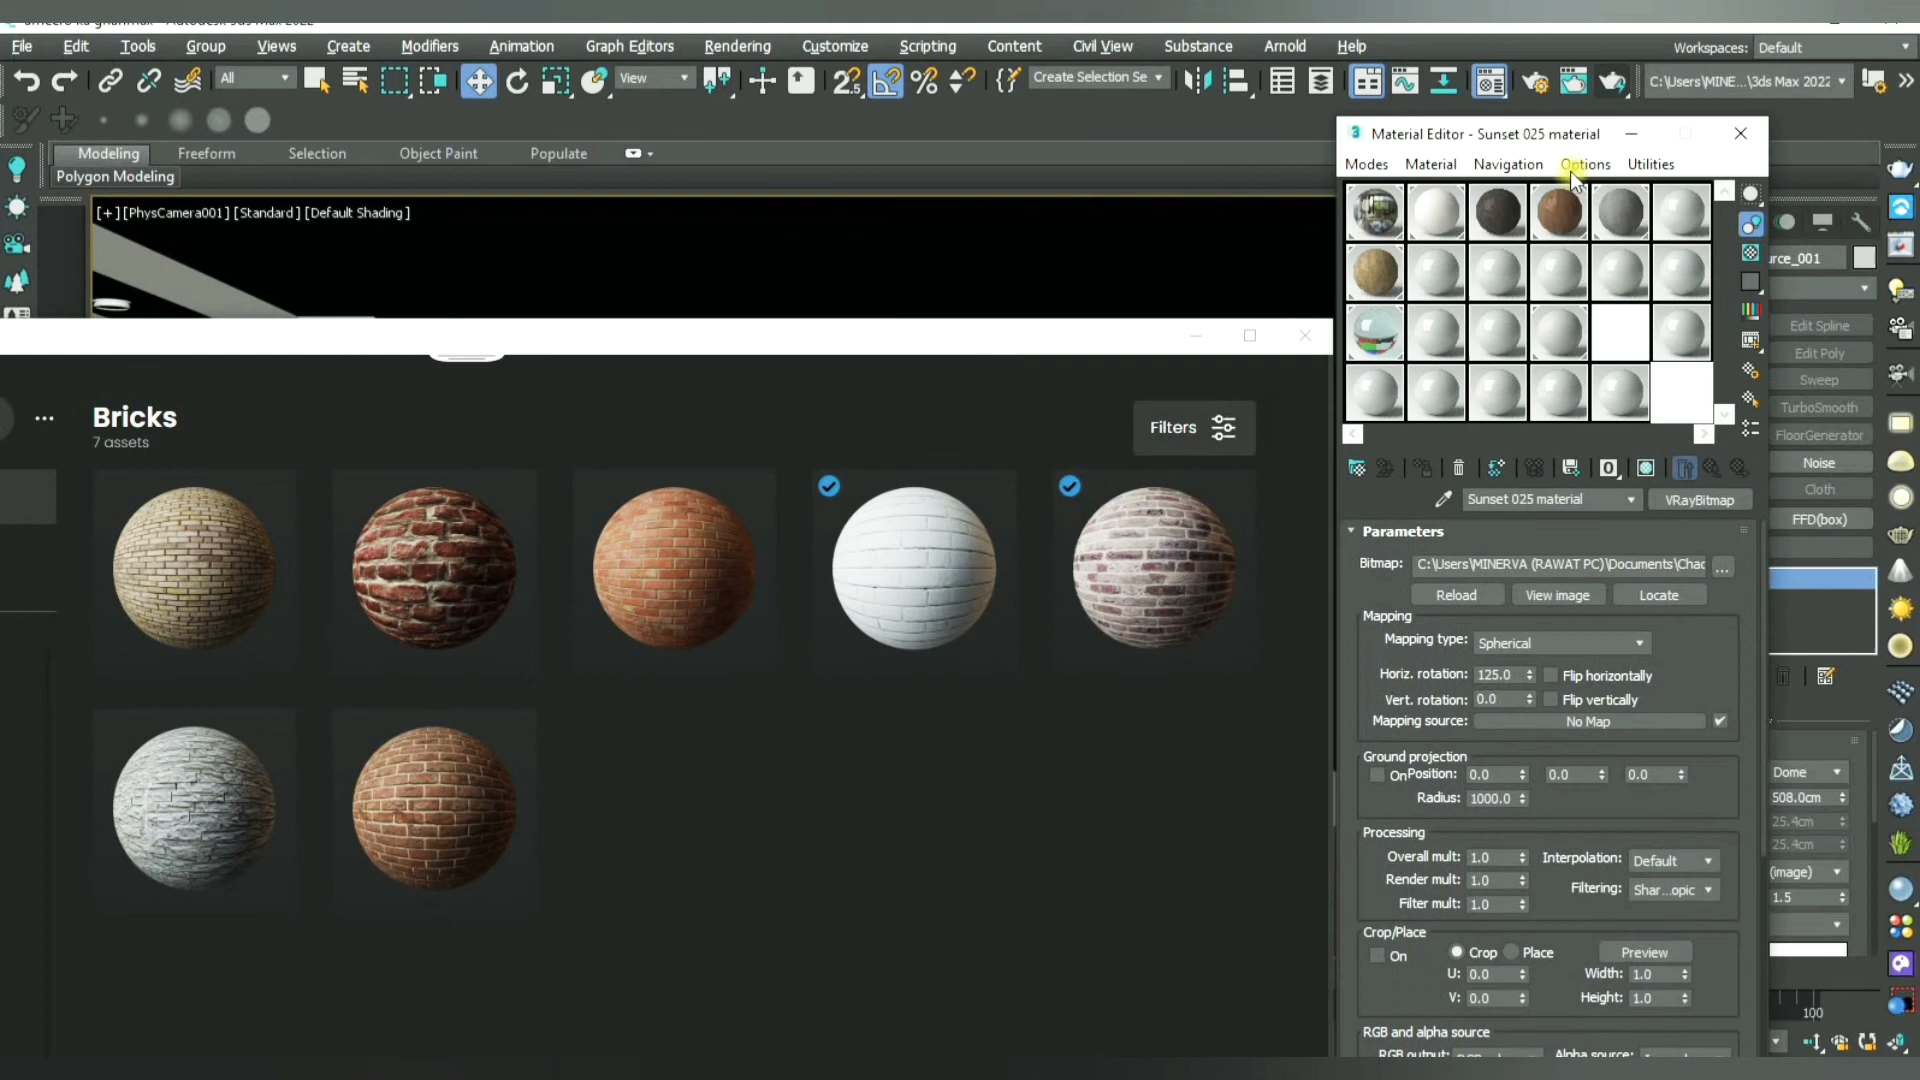 File Edit Tools Group Views Create Modifiers Animation Graph Editors Rendering Customize Scripting Content Civil View Substance Arnold Help Workspaces: Default
All View Create Selection Se C:\Users\MINE...\3ds Max 2022
Modeling Freeform Selection Object Paint Populate
Polygon Modeling
[+] [PhysCamera001] [Standard] [Default Shading]
Bricks
7 assets
Filters
3 Material Editor - Sunset 025 material
Modes Material Navigation Options Utilities
Sunset 025 material VRayBitmap
Parameters
Bitmap: C:\Users\MINERVA (RAWAT PC)\Documents\Chac ...
Reload View image Locate
Mapping
Mapping type: Spherical
Horiz. rotation: 125.0 Flip horizontally
Vert. rotation: 0.0 Flip vertically
Mapping source: No Map
Ground projection
On Position: 0.0 0.0 0.0
Radius: 1000.0
Processing
Overall mult: 1.0 Interpolation: Default
Render mult: 1.0 Filtering: Shar...opic
Filter mult: 1.0
Crop/Place
On Crop Place Preview
U: 0.0 Width: 1.0
V: 0.0 Height: 1.0
RGB and alpha source
RGB output: Alpha source:
urce_001
Edit Spline
Edit Poly
Sweep
TurboSmooth
FloorGenerator
Noise
Cloth
FFD(box)
Dome
508.0cm
25.4cm
25.4cm
(image)
1.5
100